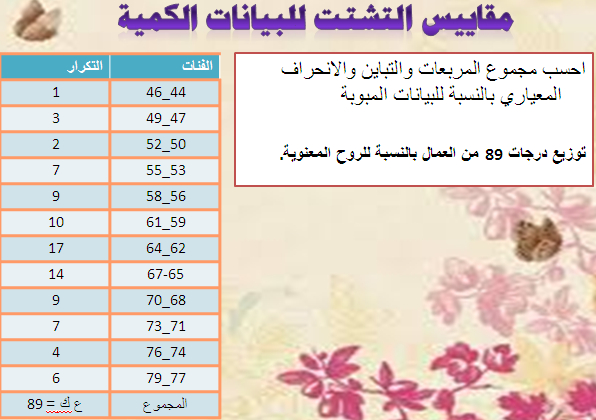 مقاييس التشتت للبيانات الكمية
احسب مجموع المربعات والتباين والانحراف
المعياري بالنسبة للبيانات المبوبة
توزيع درجات 89 من العمال بالنسبة للروح المعنوية.
الفئات التكرار
46_44 1
49_47 3
52_50 2
55_53 7
58_56 9
61_59 10
64_62 17
67-65 14
70_68 9
73_71 7
76_74 4
79_77 6
المجموع ع ك = 89